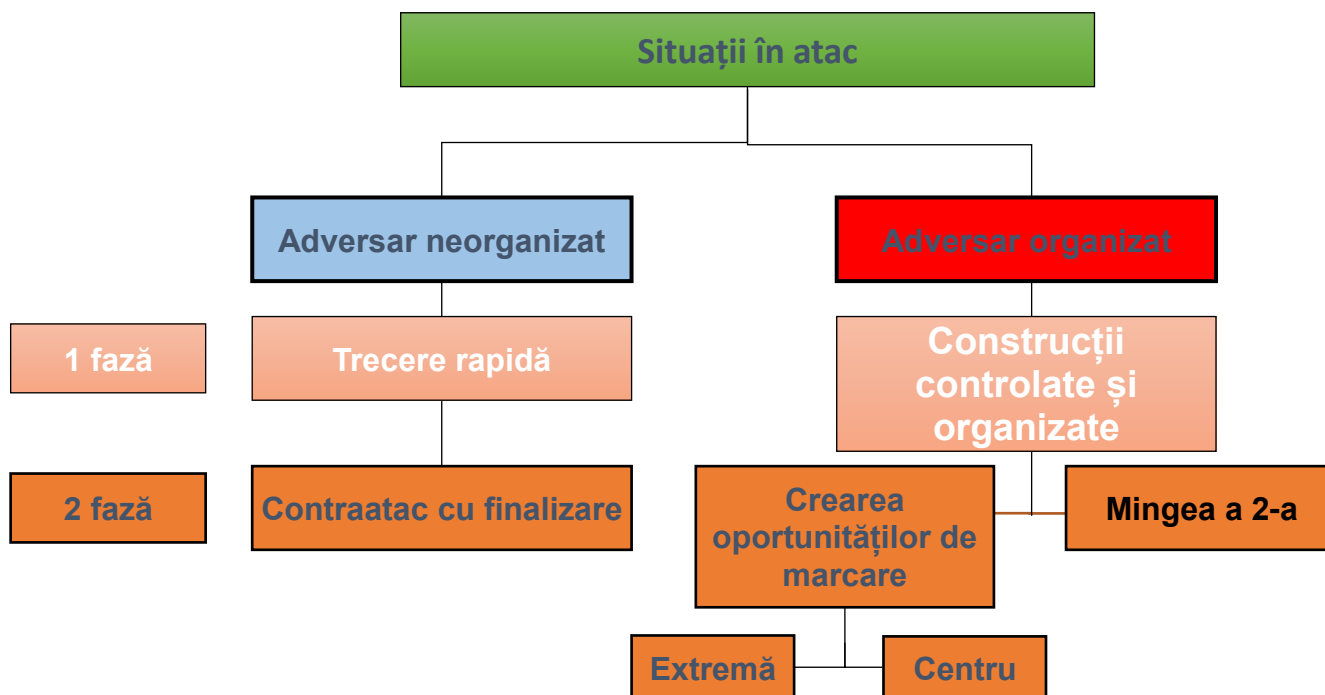 Situații în atac
Adversar neorganizat
Adversar organizat
1 fază
Trecere rapidă
Construcții
controlate și
organizate
2 fază
Contraatac cu finalizare
Crearea
oportunităților de
marcare
Mingea a 2-a
Extremă
Centru